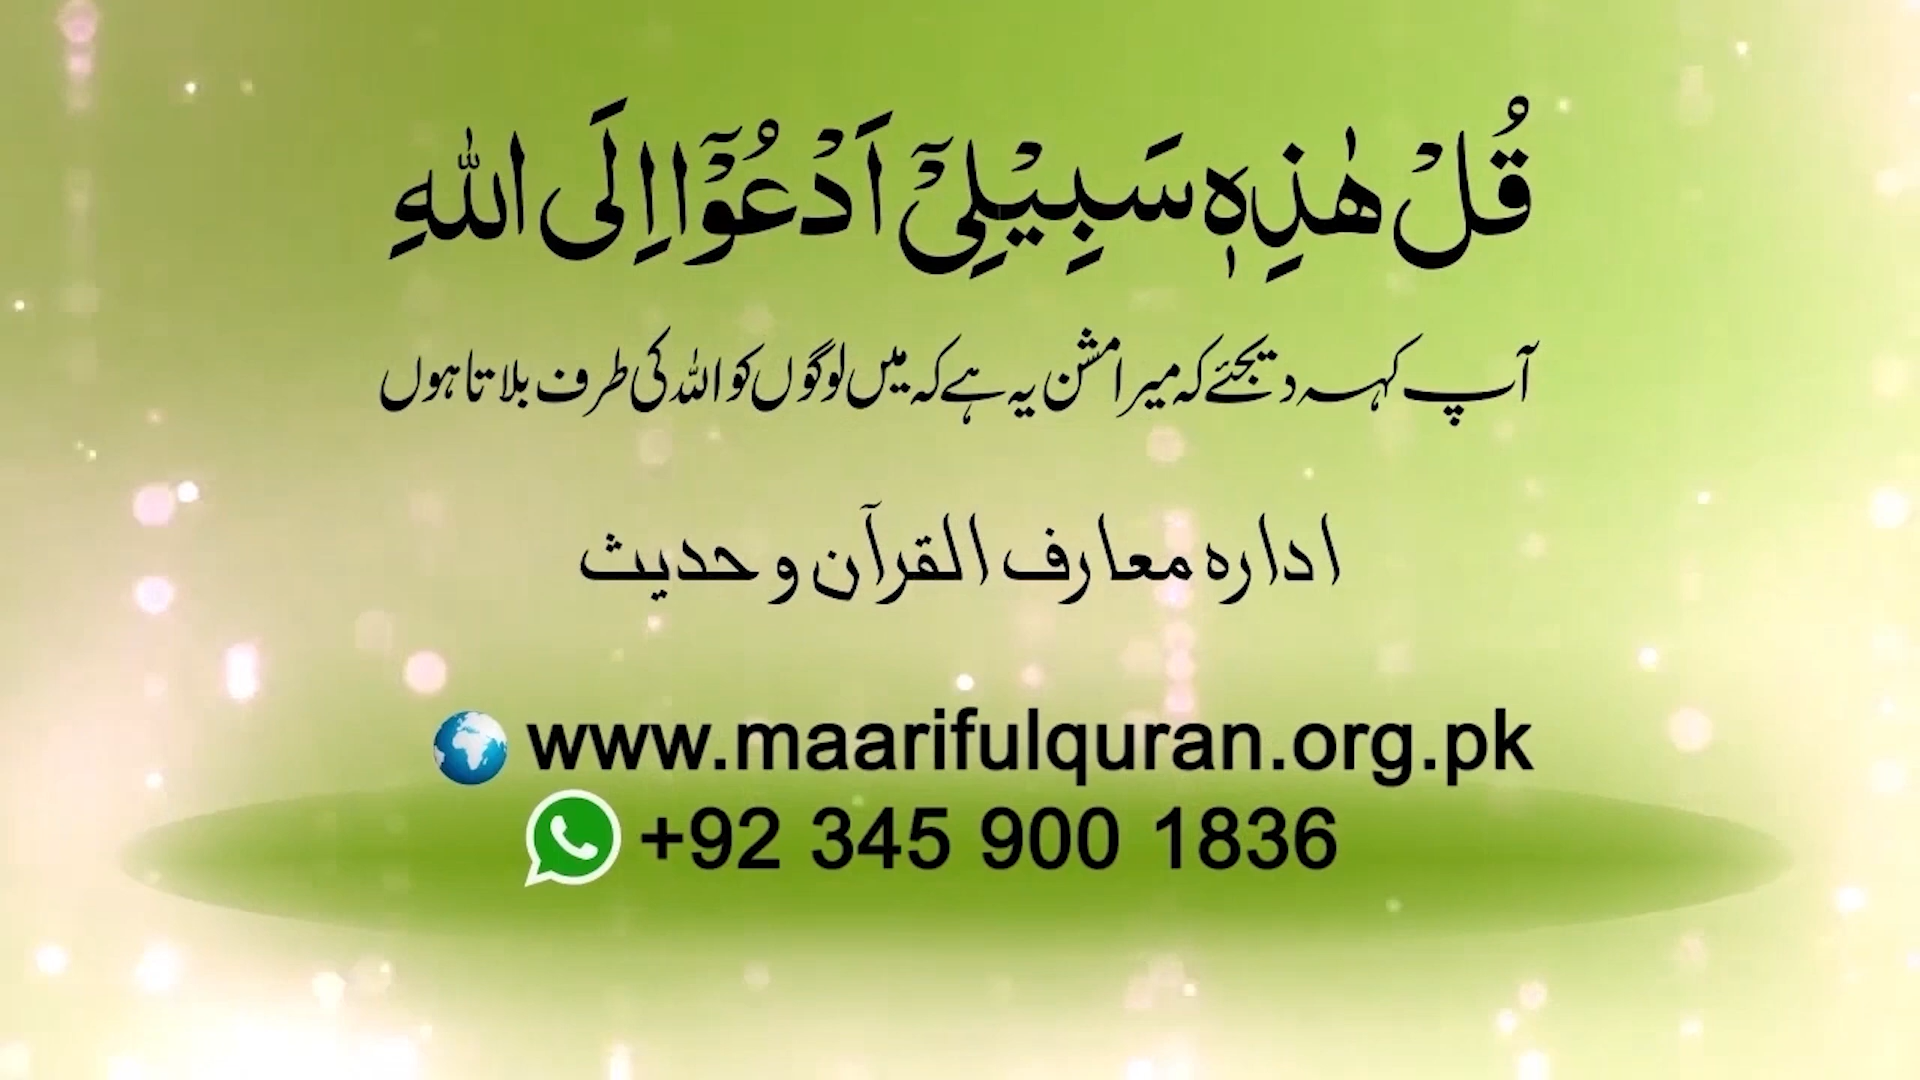 قُلْ هٰذِهٖ سَبِیْلِیْۤ اَدْعُوْۤا اِلَی اللّٰهِ
آپ کہہ دیجئے کہ میرا مشن یہ ہے کہ میں لوگوں کو اللہ کی طرف بلاتا ہوں
ادارہ معارف القرآن و حدیث
www.maarifulquran.org.pk
+92 345 900 1836